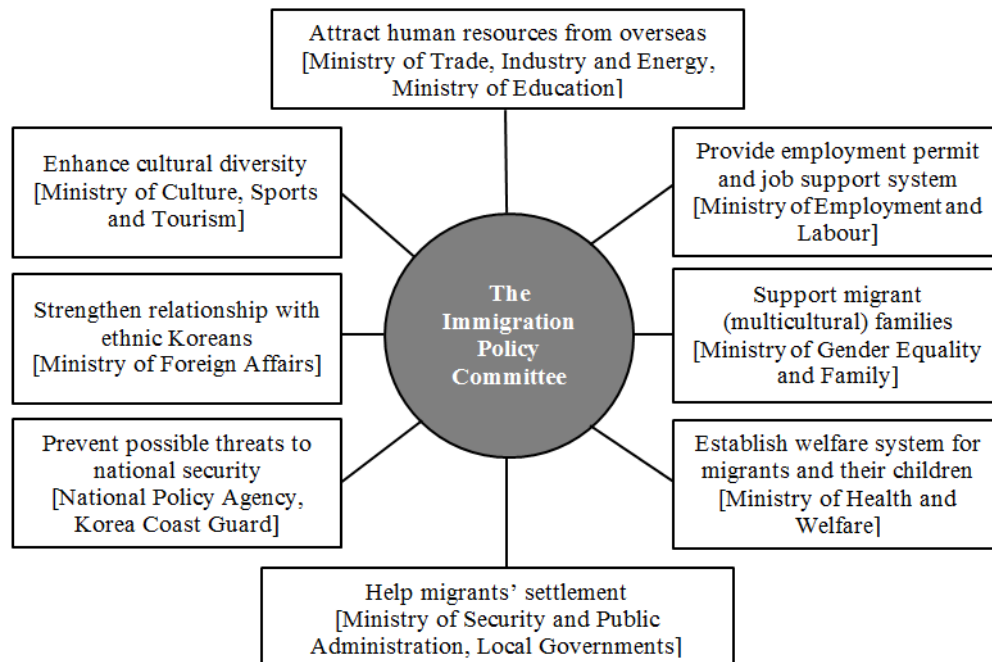 Attract human resources from overseas
[Ministry of Trade, Industry and Energy,
Ministry of Education]
Enhance cultural diversity
[Ministry of Culture, Sports
and Tourism]
Provide employment permit
and job support system
[Ministry of Employment and
Labour]
The
Immigration
Policy
Committee
Strengthen relationship with
ethnic Koreans
[Ministry of Foreign Affairs]
Support migrant
(multicultural) families
[Ministry of Gender Equality
and Family]
Prevent possible threats to
national security
[National Policy Agency,
Korea Coast Guard]
Establish welfare system for
migrants and their children
[Ministry of Health and
Welfare]
Help migrants’ settlement
[Ministry of Security and Public
Administration, Local Governments]